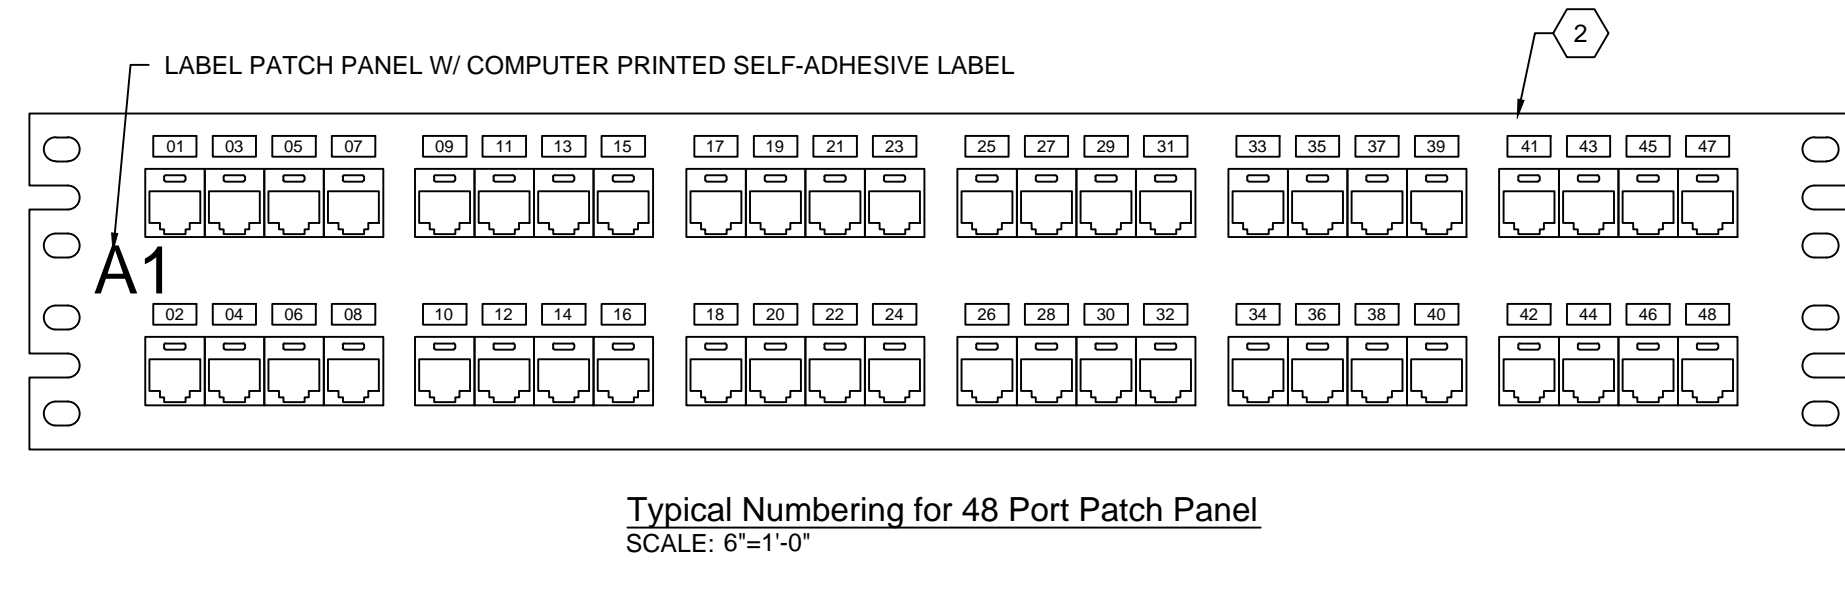 2
LABEL PATCH PANEL W/ COMPUTER PRINTED SELF-ADHESIVE LABEL
01 03 05 07 09 11 13 15 17 19 21 23 25 27 29 31 33 35 37 39 41 43 45 47
A1
02 04 06 08 10 12 14 16 18 20 22 24 26 28 30 32 34 36 38 40 42 44 46 48
Typical Numbering for 48 Port Patch Panel
SCALE: 6"=1'-0"